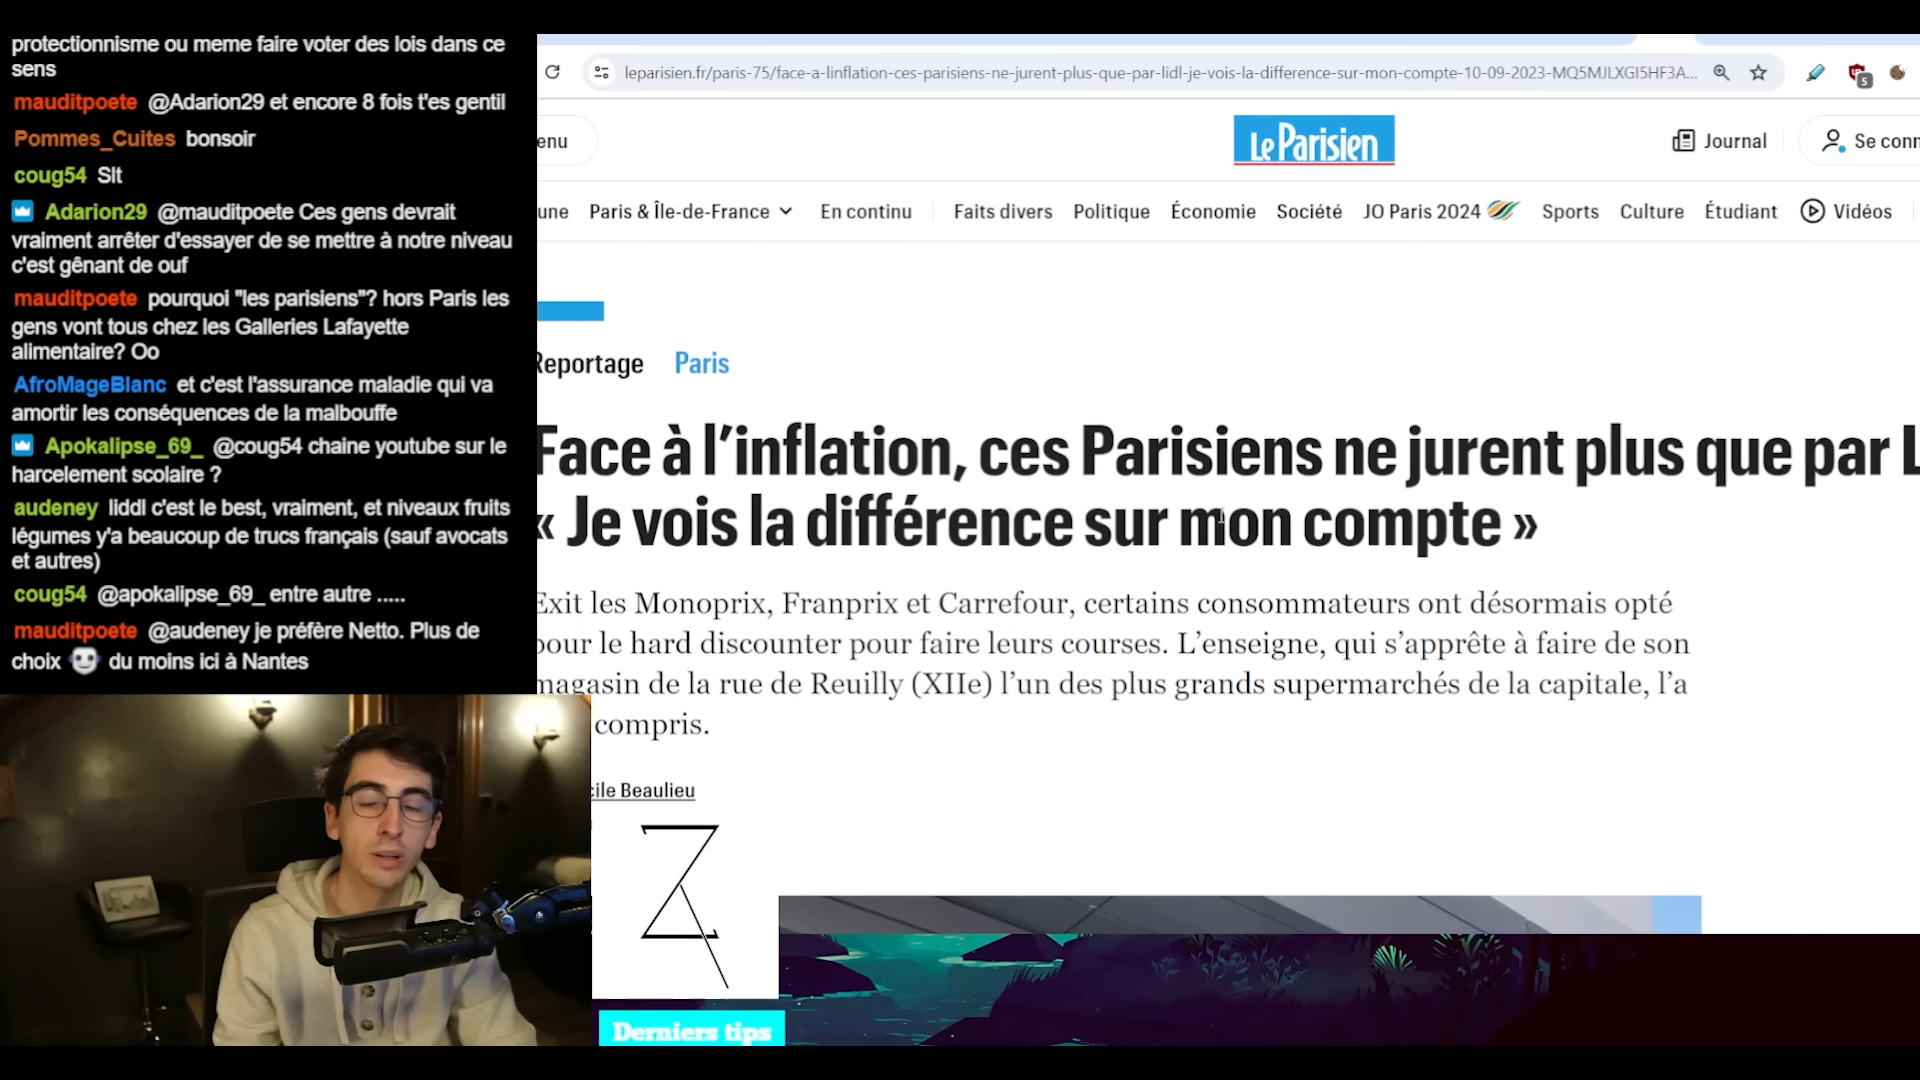 protectionnisme ou meme faire voter des lois dans ce
sens
mauditpoete @Adarion29 et encore 8 fois t'es gentil
Pommes_Cuites bonsoir
coug54 Slt
Adarion29 @mauditpoete Ces gens devrait
vraiment arrêter d'essayer de se mettre à notre niveau
c'est gênant de ouf
mauditpoete pourquoi "les parisiens"? hors Paris les
gens vont tous chez les Galleries Lafayette
alimentaire? Oo
AfroMageBlanc et c'est l'assurance maladie qui va
amortir les conséquences de la malbouffe
Apokalipse_69_ @coug54 chaine youtube sur le
harcelement scolaire ?
audeney liddl c'est le best, vraiment, et niveaux fruits
légumes y'a beaucoup de trucs français (sauf avocats
et autres)
coug54 @apokalipse_69_ entre autre .....
mauditpoete @audeney je préfère Netto. Plus de
choix du moins ici à Nantes
leparisien.fr/paris-75/face-a-linflation-ces-parisiens-ne-jurent-plus-que-par-lidl-je-vois-la-difference-sur-mon-compte-10-09-2023-MQ5MJLXGI5HF3A...
5
enu
Le Parisien
Journal
Se conn
une Paris & Île-de-France En continu Faits divers Politique Économie Société JO Paris 2024 Sports Culture Étudiant Vidéos
Reportage Paris
Face à l'inflation, ces Parisiens ne jurent plus que par L
« Je vois la différence sur mon compte »
Exit les Monoprix, Franprix et Carrefour, certains consommateurs ont désormais opté
pour le hard discounter pour faire leurs courses. L'enseigne, qui s'apprête à faire de son
magasin de la rue de Reuilly (XIIe) l'un des plus grands supermarchés de la capitale, l'a
compris.
cile Beaulieu
Derniers tips